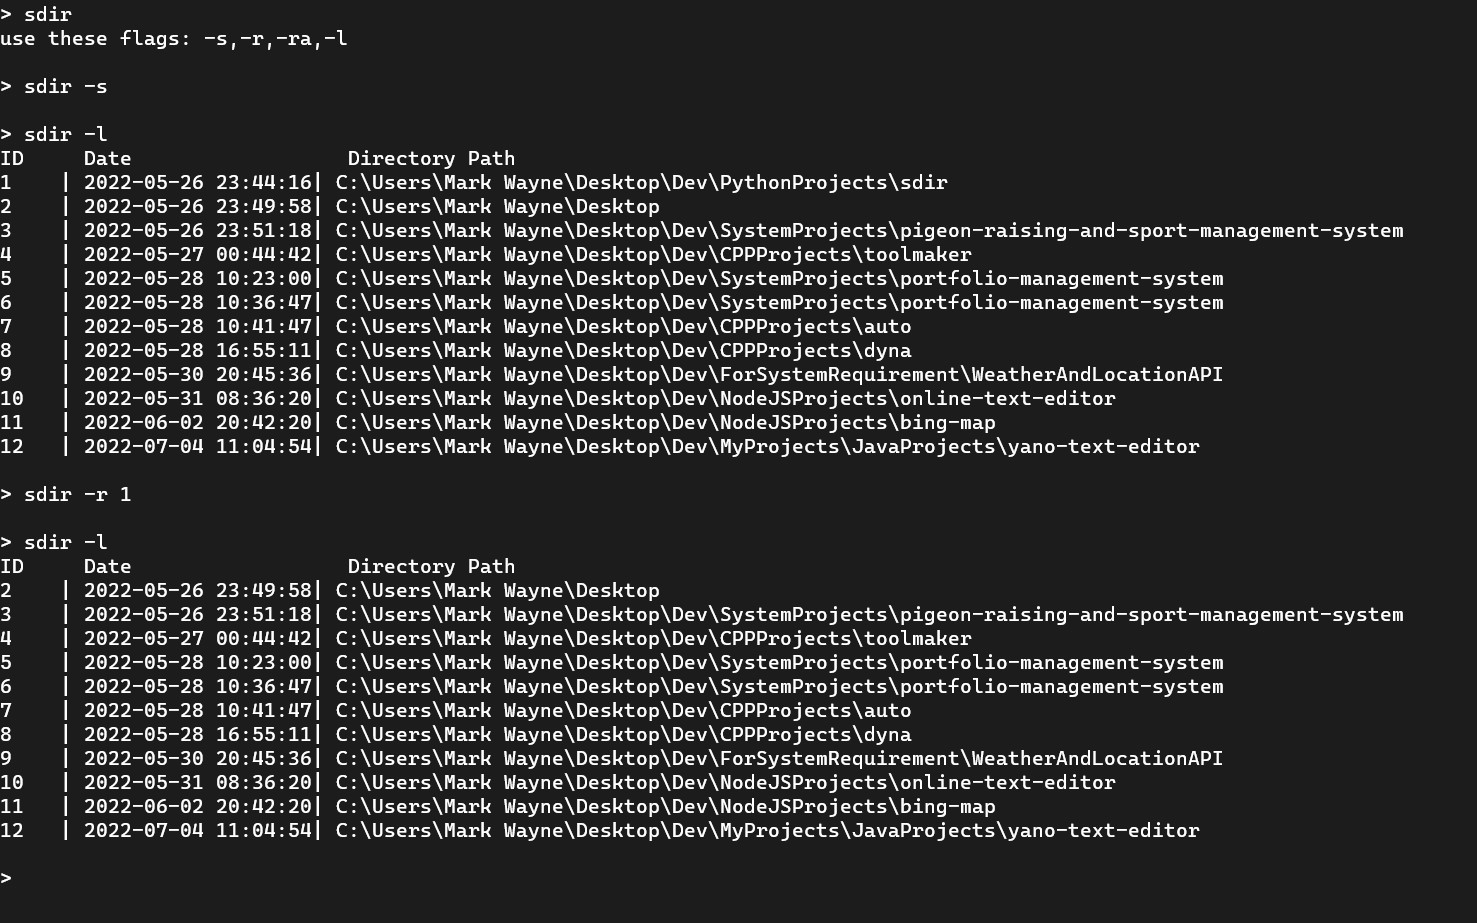 > sdir
use these flags: -s,-r,-ra,-l
> sdir -s
> sdir -l
ID     Date                  Directory Path
1    | 2022-05-26 23:44:16| C:\Users\Mark Wayne\Desktop\Dev\PythonProjects\sdir
2    | 2022-05-26 23:49:58| C:\Users\Mark Wayne\Desktop
3    | 2022-05-26 23:51:18| C:\Users\Mark Wayne\Desktop\Dev\SystemProjects\pigeon-raising-and-sport-management-system
4    | 2022-05-27 00:44:42| C:\Users\Mark Wayne\Desktop\Dev\CPPProjects\toolmaker
5    | 2022-05-28 10:23:00| C:\Users\Mark Wayne\Desktop\Dev\SystemProjects\portfolio-management-system
6    | 2022-05-28 10:36:47| C:\Users\Mark Wayne\Desktop\Dev\SystemProjects\portfolio-management-system
7    | 2022-05-28 10:41:47| C:\Users\Mark Wayne\Desktop\Dev\CPPProjects\auto
8    | 2022-05-28 16:55:11| C:\Users\Mark Wayne\Desktop\Dev\CPPProjects\dyna
9    | 2022-05-30 20:45:36| C:\Users\Mark Wayne\Desktop\Dev\ForSystemRequirement\WeatherAndLocationAPI
10   | 2022-05-31 08:36:20| C:\Users\Mark Wayne\Desktop\Dev\NodeJSProjects\online-text-editor
11   | 2022-06-02 20:42:20| C:\Users\Mark Wayne\Desktop\Dev\NodeJSProjects\bing-map
12   | 2022-07-04 11:04:54| C:\Users\Mark Wayne\Desktop\Dev\MyProjects\JavaProjects\yano-text-editor
> sdir -r 1
> sdir -l
ID     Date                  Directory Path
2    | 2022-05-26 23:49:58| C:\Users\Mark Wayne\Desktop
3    | 2022-05-26 23:51:18| C:\Users\Mark Wayne\Desktop\Dev\SystemProjects\pigeon-raising-and-sport-management-system
4    | 2022-05-27 00:44:42| C:\Users\Mark Wayne\Desktop\Dev\CPPProjects\toolmaker
5    | 2022-05-28 10:23:00| C:\Users\Mark Wayne\Desktop\Dev\SystemProjects\portfolio-management-system
6    | 2022-05-28 10:36:47| C:\Users\Mark Wayne\Desktop\Dev\SystemProjects\portfolio-management-system
7    | 2022-05-28 10:41:47| C:\Users\Mark Wayne\Desktop\Dev\CPPProjects\auto
8    | 2022-05-28 16:55:11| C:\Users\Mark Wayne\Desktop\Dev\CPPProjects\dyna
9    | 2022-05-30 20:45:36| C:\Users\Mark Wayne\Desktop\Dev\ForSystemRequirement\WeatherAndLocationAPI
10   | 2022-05-31 08:36:20| C:\Users\Mark Wayne\Desktop\Dev\NodeJSProjects\online-text-editor
11   | 2022-06-02 20:42:20| C:\Users\Mark Wayne\Desktop\Dev\NodeJSProjects\bing-map
12   | 2022-07-04 11:04:54| C:\Users\Mark Wayne\Desktop\Dev\MyProjects\JavaProjects\yano-text-editor
>